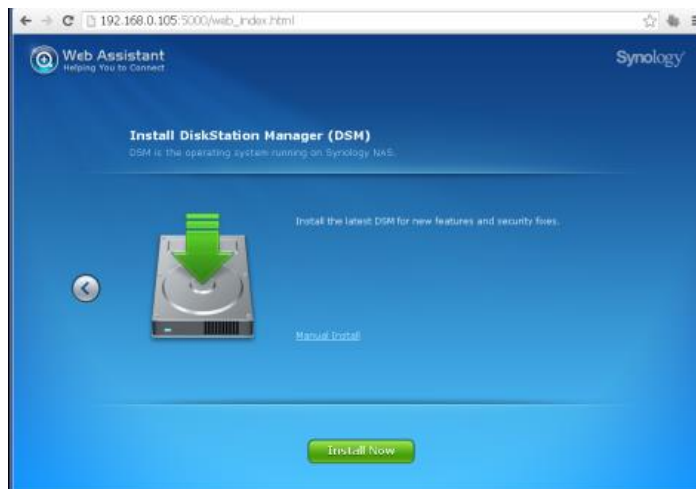 192.168.0.105:5000/web_index.html
Web Assistant
Helping You to Connect
Synology
Install DiskStation Manager (DSM)
DSM is the operating system running on Synology NAS.
Install the latest DSM for new features and security fixes.
Manual Install
Install Now